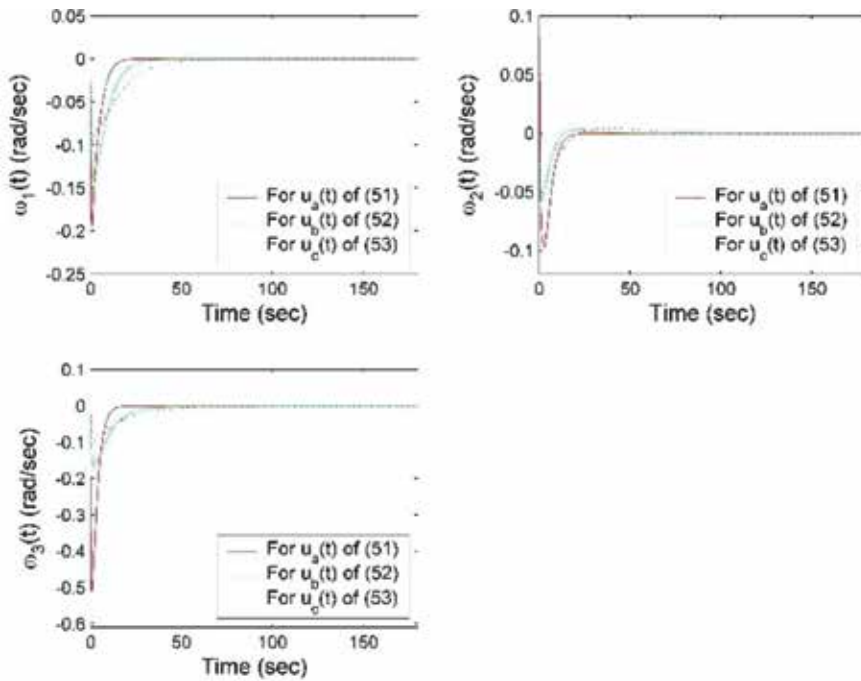 0.05
0
-0.05
-0.1
-0.15
-0.2
-0.25
ω1(t) (rad/sec)
For ua(t) of (51)
For ub(t) of (52)
For uc(t) of (53)
0 50 100 150
Time (sec)
0.1
0.05
0
-0.05
-0.1
ω2(t) (rad/sec)
For ua(t) of (51)
For ub(t) of (52)
For uc(t) of (53)
0 50 100 150
Time (sec)
0.1
0
-0.1
-0.2
-0.3
-0.4
-0.5
-0.6
ω3(t) (rad/sec)
For ua(t) of (51)
For ub(t) of (52)
For uc(t) of (53)
0 50 100 150
Time (sec)